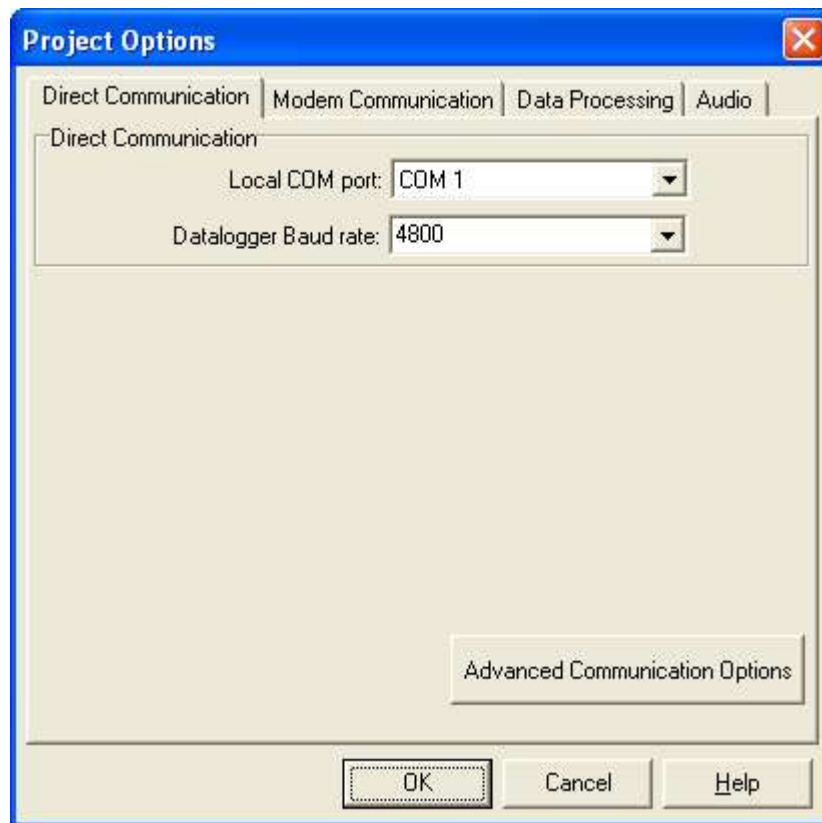 Project Options
Direct Communication Modem Communication Data Processing Audio
Direct Communication
Local COM port: COM 1
Datalogger Baud rate: 4800
Advanced Communication Options
OK Cancel Help